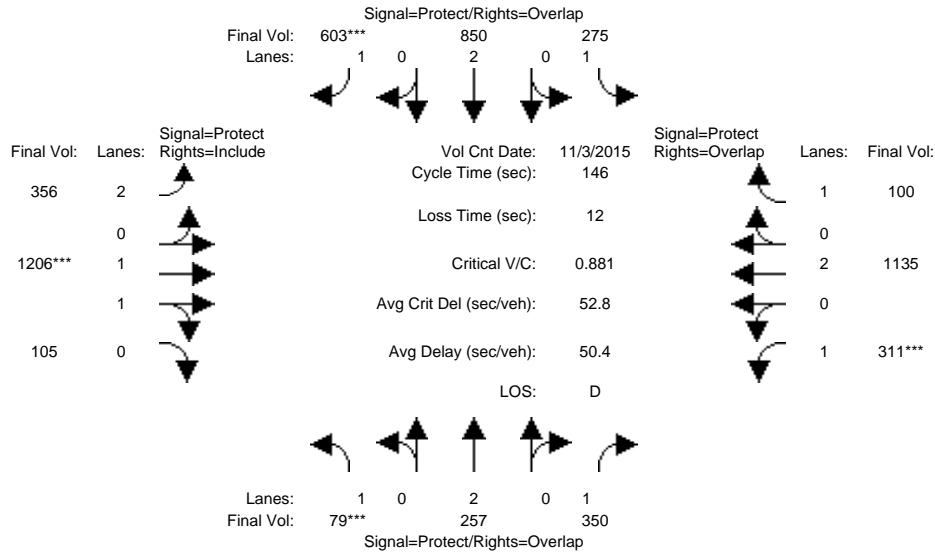 Signal=Protect/Rights=Overlap
Final Vol: 603*** 850 275
Lanes: 1 0 2 0 1
Signal=Protect Signal=Protect
Final Vol: Lanes: Rights=Include Vol Cnt Date: 11/3/2015 Rights=Overlap Lanes: Final Vol:
Cycle Time (sec): 146
356 2 1 100
Loss Time (sec): 12
0 0
1206*** 1 Critical V/C: 0.881 2 1135
1 Avg Crit Del (sec/veh): 52.8 0
105 0 Avg Delay (sec/veh): 50.4 1 311***
LOS: D
Lanes: 1 0 2 0 1
Final Vol: 79*** 257 350
Signal=Protect/Rights=Overlap